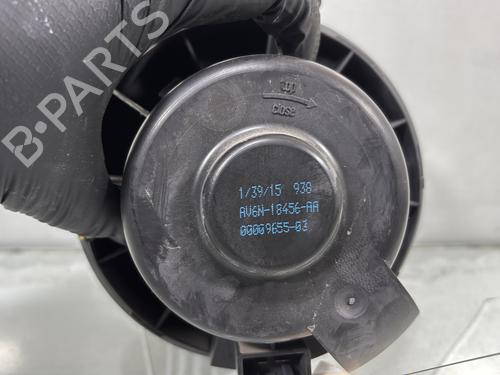 close
1/39/15 938
AV6N-18456-AA
00009655-03
B-PARTS